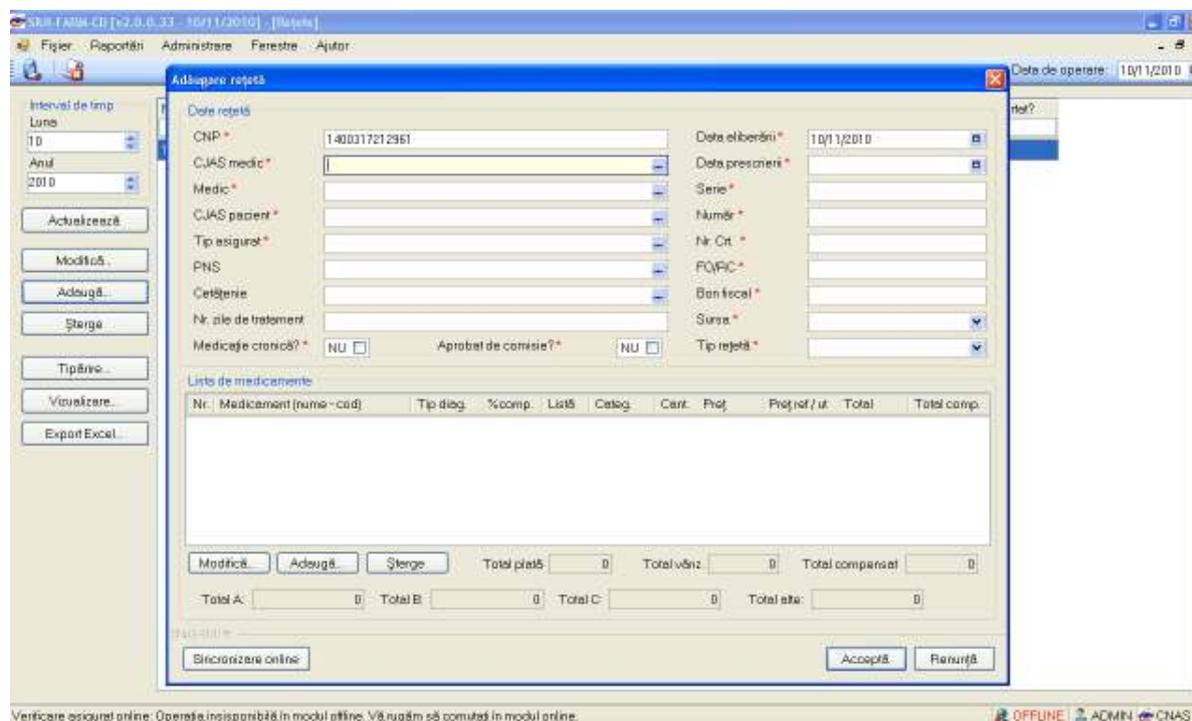 SIUI-FARM-CD [v2.0.0.33 - 10/11/2010] - [Rețete]
Fișier Raportări Administrare Ferestre Ajutor
Data de operare: 10/11/2010
Adăugare rețetă
Interval de timp
Luna
10
Anul
2010
Actualizează
Modifică...
Adaugă...
Șterge
Tipărire...
Vizualizare...
Export Excel...
Date rețetă
CNP * 1400317212961 Data eliberării * 10/11/2010
CJAS medic * Data prescrierii *
Medic * Serie *
CJAS pacient * Număr *
Tip asigurat * Nr. Crt. *
PNS FO/RC *
Cetățenie Bon fiscal *
Nr. zile de tratament Sursa *
Medicație cronică? * NU Aprobat de comisie? * NU Tip rețetă *
Lista de medicamente
Nr. Medicament (nume - cod) Tip diag. %comp. Listă Categ. Cant. Preț Preț ref / ut Total Total comp.
Modifică... Adaugă... Șterge Total plată 0 Total vânz. 0 Total compensat 0
Total A: 0 Total B: 0 Total C: 0 Total alte: 0
Sincronizare online Acceptă Renunță
Verificare asigurat online: Operația insisponibilă în modul offline. Vă rugăm să comutați în modul online. OFFLINE ADMIN CNAS